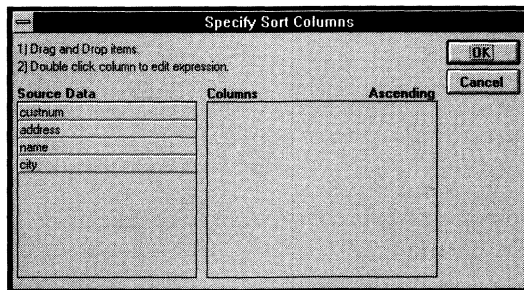 Specify Sort Columns
1) Drag and Drop items.
2) Double click column to edit expression.
OK
Cancel
Source Data
Columns
Ascending
custnum
address
name
city